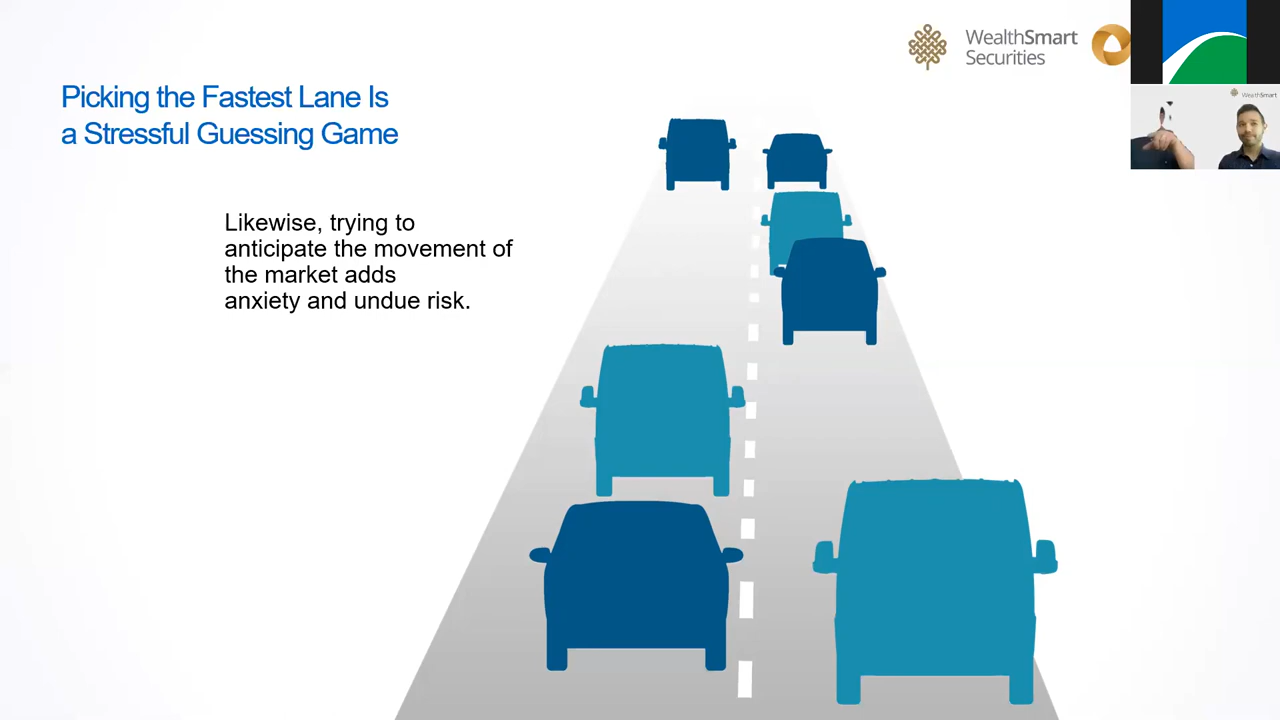 WealthSmart
Securities
WealthSmart
Picking the Fastest Lane Is
a Stressful Guessing Game
Likewise, trying to
anticipate the movement of
the market adds
anxiety and undue risk.